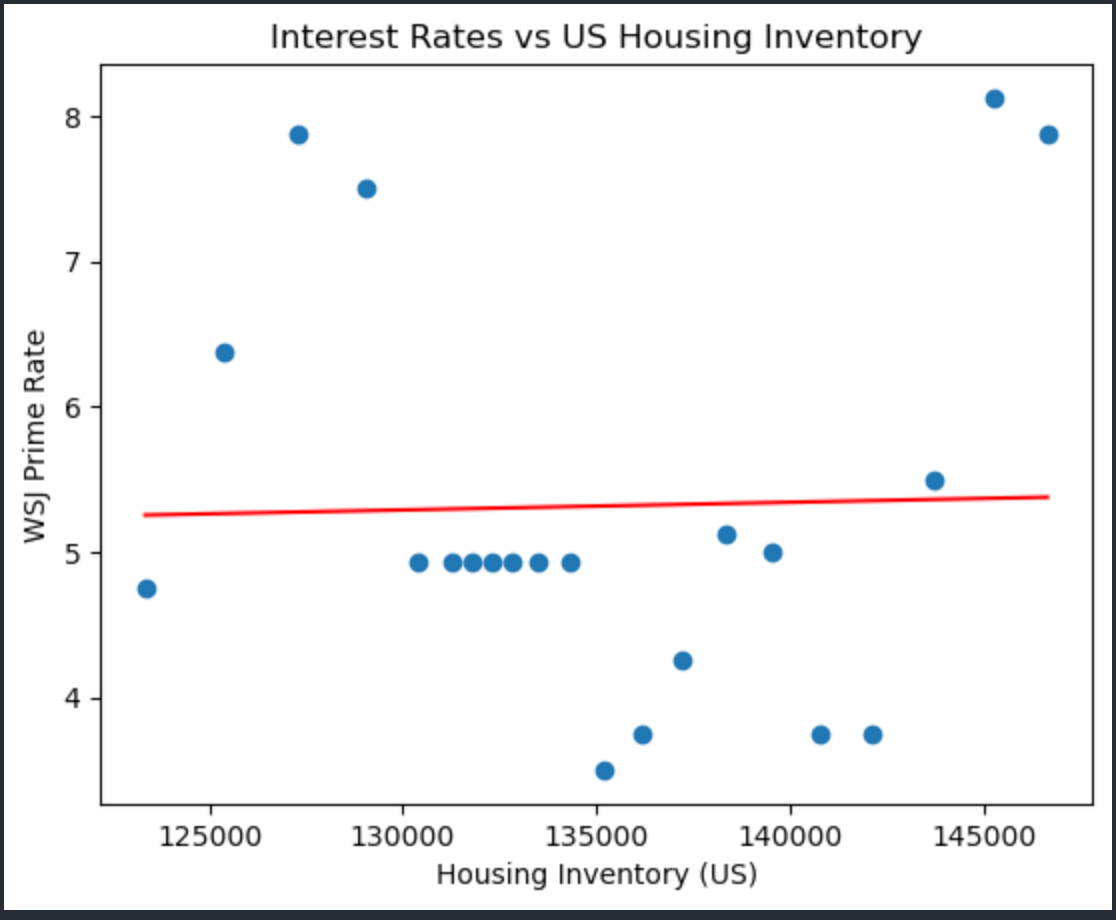 Interest Rates vs US Housing Inventory
8
7
6
5
4
WSJ Prime Rate
125000 130000 135000 140000 145000
Housing Inventory (US)